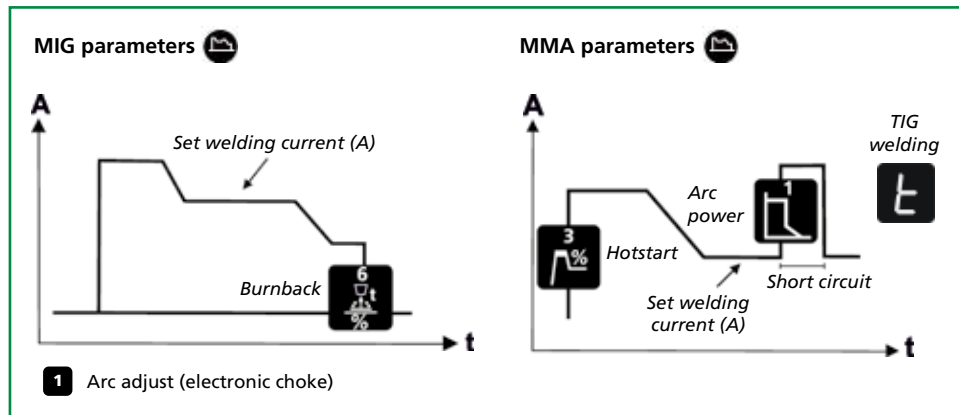 MIG parameters
A
Set welding current (A)
Burnback
6
t
%
t
1 Arc adjust (electronic choke)
MMA parameters
A
TIG
welding
t
1
Arc
power
3
%
Hotstart
Short circuit
Set welding
current (A)
t